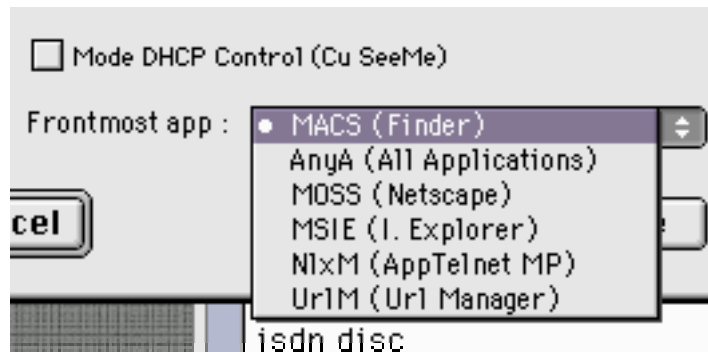 Mode DHCP Control (Cu SeeMe)
Frontmost app :
MACS (Finder)
AnyA (All Applications)
MOSS (Netscape)
MSIE (I. Explorer)
NlxM (AppTelnet MP)
UrlM (Url Manager)
cel
isdn disc